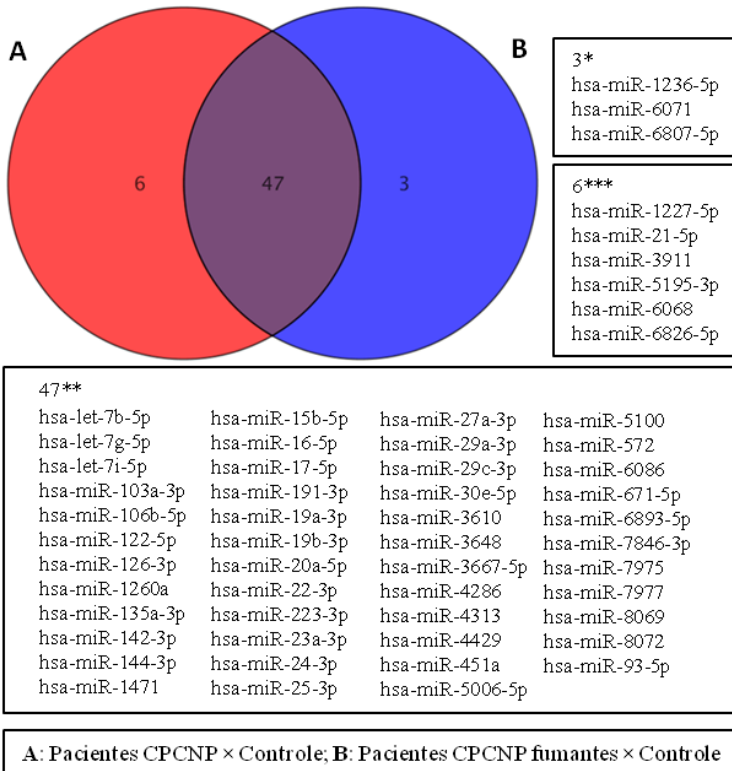 A
B
6
47
3
3*
hsa-miR-1236-5p
hsa-miR-6071
hsa-miR-6807-5p
6***
hsa-miR-1227-5p
hsa-miR-21-5p
hsa-miR-3911
hsa-miR-5195-3p
hsa-miR-6068
hsa-miR-6826-5p
47**
hsa-let-7b-5p
hsa-let-7g-5p
hsa-let-7i-5p
hsa-miR-103a-3p
hsa-miR-106b-5p
hsa-miR-122-5p
hsa-miR-126-3p
hsa-miR-1260a
hsa-miR-135a-3p
hsa-miR-142-3p
hsa-miR-144-3p
hsa-miR-1471
hsa-miR-15b-5p
hsa-miR-16-5p
hsa-miR-17-5p
hsa-miR-191-3p
hsa-miR-19a-3p
hsa-miR-19b-3p
hsa-miR-20a-5p
hsa-miR-22-3p
hsa-miR-223-3p
hsa-miR-23a-3p
hsa-miR-24-3p
hsa-miR-25-3p
hsa-miR-27a-3p
hsa-miR-29a-3p
hsa-miR-29c-3p
hsa-miR-30e-5p
hsa-miR-3610
hsa-miR-3648
hsa-miR-3667-5p
hsa-miR-4286
hsa-miR-4313
hsa-miR-4429
hsa-miR-451a
hsa-miR-5006-5p
hsa-miR-5100
hsa-miR-572
hsa-miR-6086
hsa-miR-671-5p
hsa-miR-6893-5p
hsa-miR-7846-3p
hsa-miR-7975
hsa-miR-7977
hsa-miR-8069
hsa-miR-8072
hsa-miR-93-5p
A: Pacientes CPCNP × Controle; B: Pacientes CPCNP fumantes × Controle